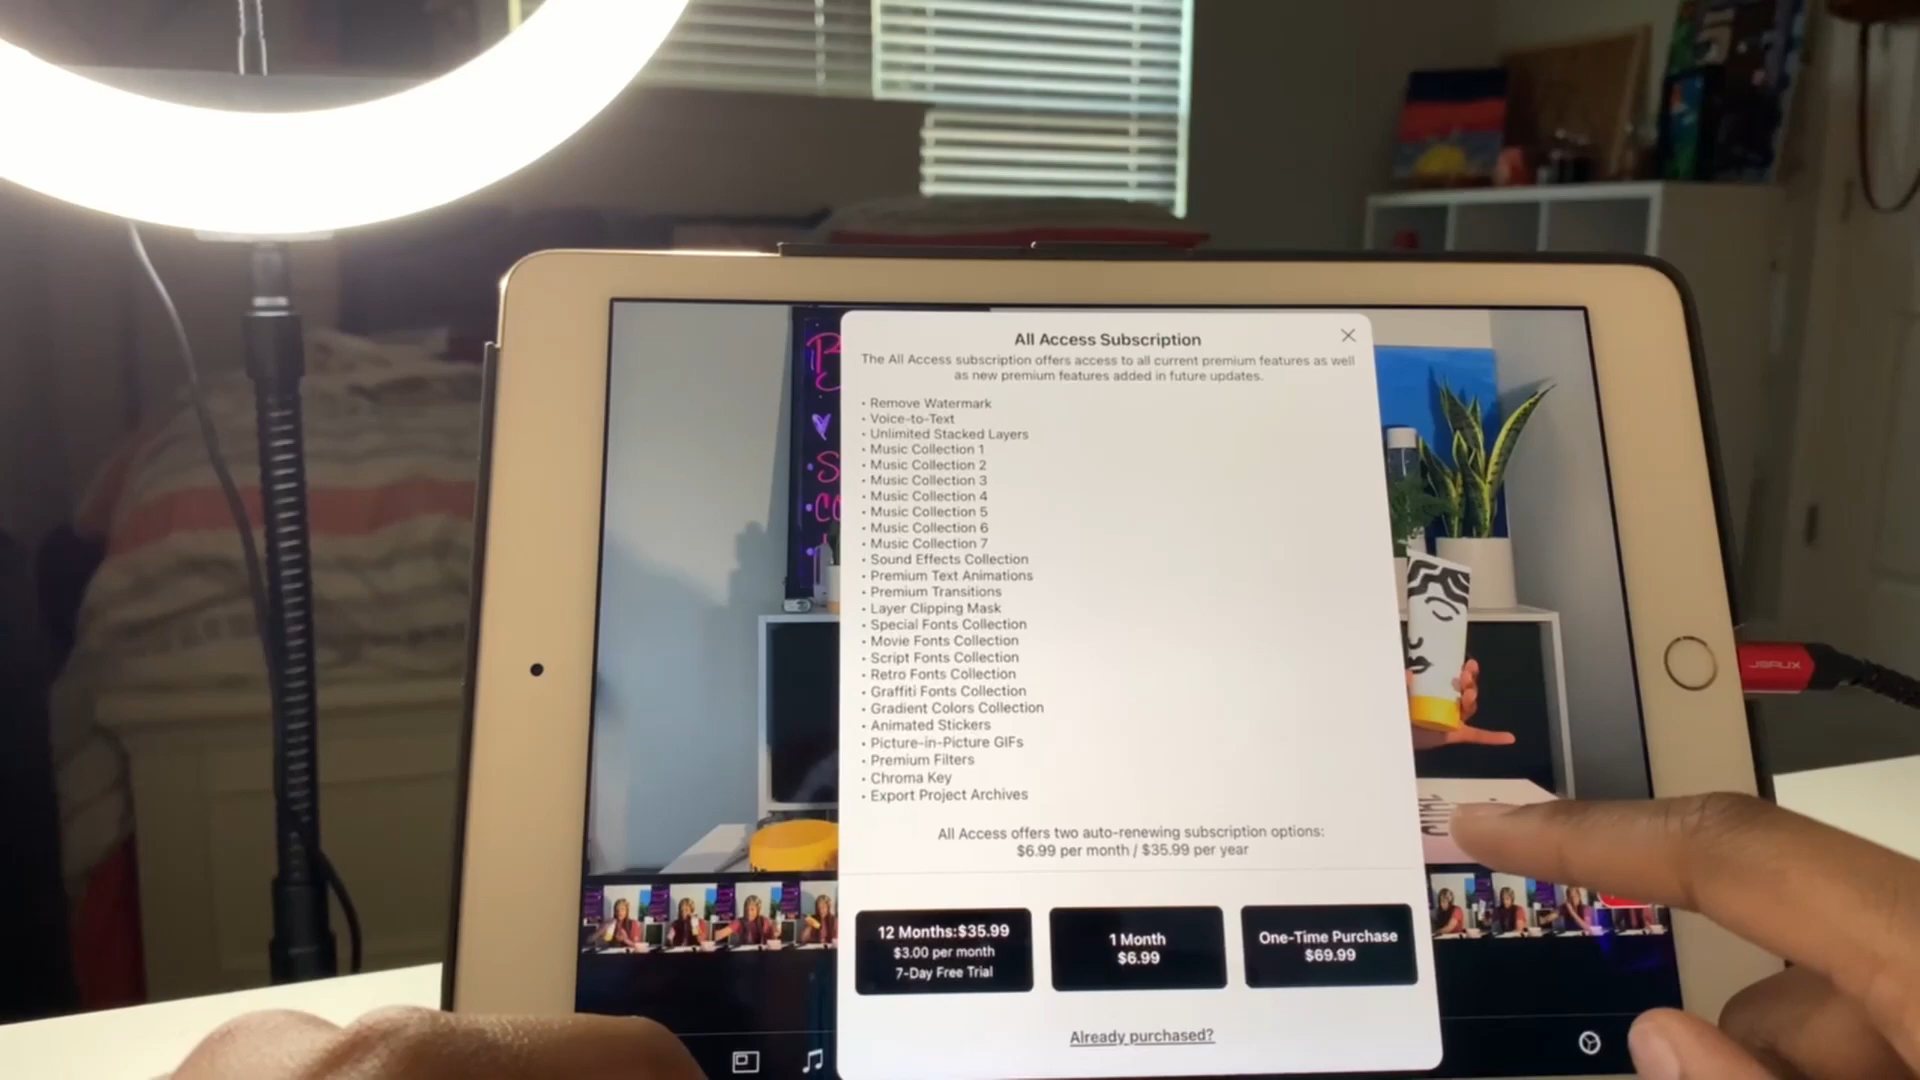 All Access Subscription
The All Access subscription offers access to all current premium features as well
as new premium features added in future updates.
• Remove Watermark
• Voice-to-Text
• Unlimited Stacked Layers
• Music Collection 1
• Music Collection 2
• Music Collection 3
• Music Collection 4
• Music Collection 5
• Music Collection 6
• Music Collection 7
• Sound Effects Collection
• Premium Text Animations
• Premium Transitions
• Layer Clipping Mask
• Special Fonts Collection
• Movie Fonts Collection
• Script Fonts Collection
• Retro Fonts Collection
• Graffiti Fonts Collection
• Gradient Colors Collection
• Animated Stickers
• Picture-in-Picture GIFs
• Premium Filters
• Chroma Key
• Export Project Archives
All Access offers two auto-renewing subscription options:
$6.99 per month / $35.99 per year
12 Months:$35.99
$3.00 per month
7-Day Free Trial
1 Month
$6.99
One-Time Purchase
$69.99
Already purchased?
JSAUX